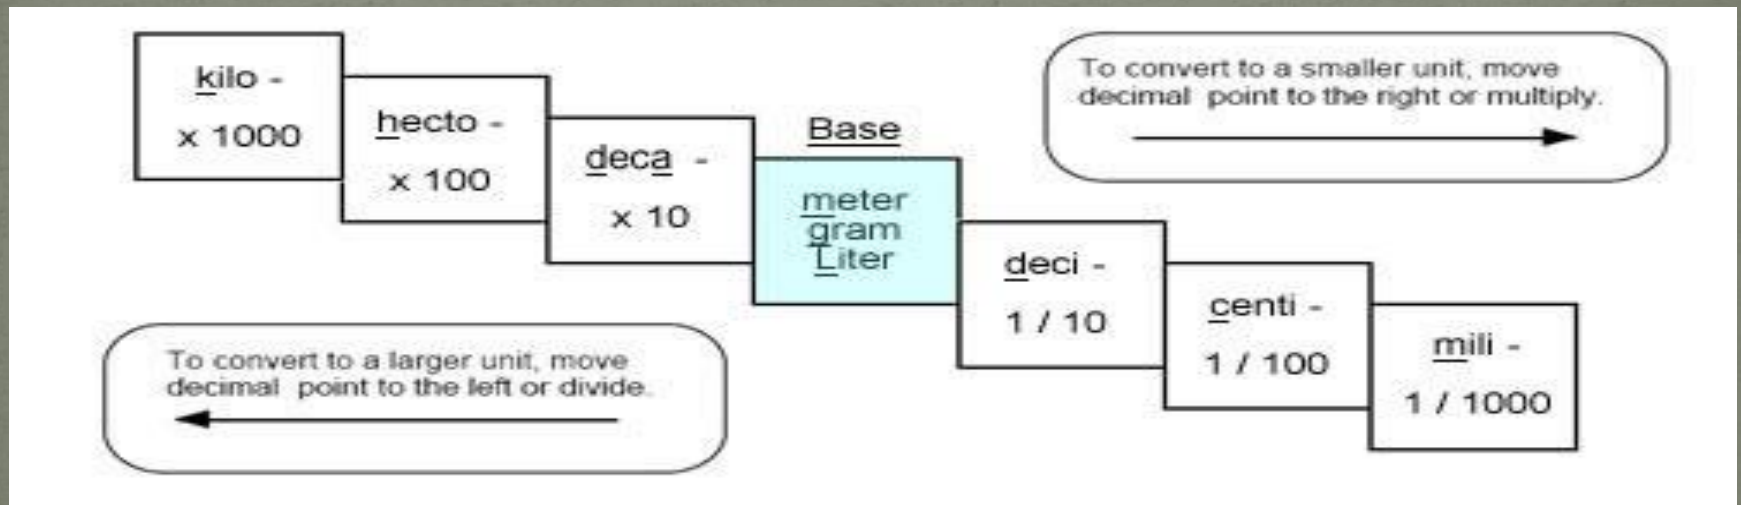 kilo -
x 1000
hecto -
x 100
deca -
x 10
Base
meter
gram
Liter
deci -
1 / 10
centi -
1 / 100
mili -
1 / 1000
To convert to a smaller unit, move
decimal point to the right or multiply.
To convert to a larger unit, move
decimal point to the left or divide.